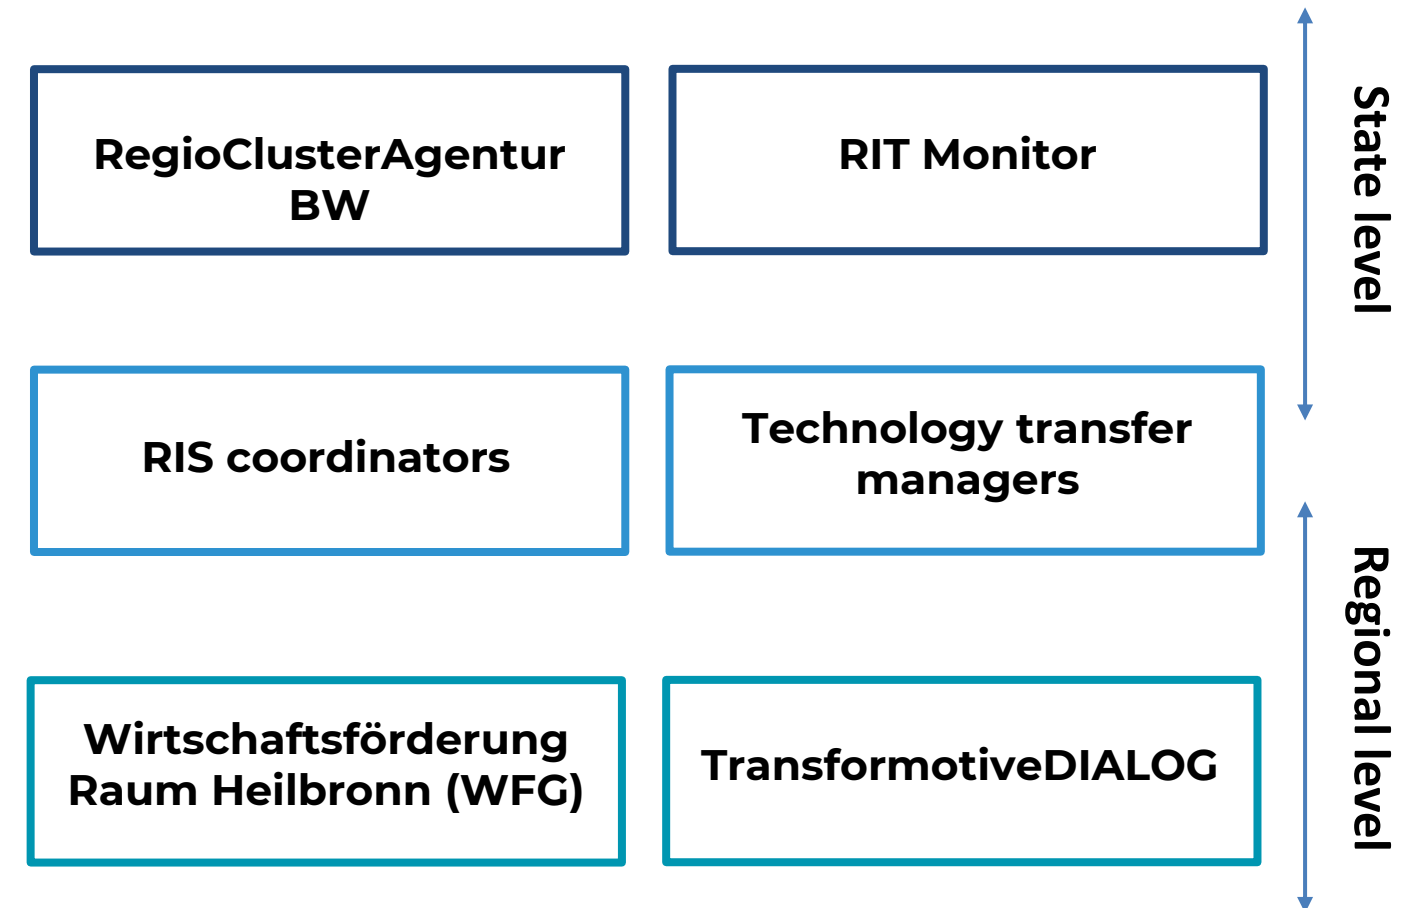 RegioClusterAgentur
BW
RIT Monitor
State level
RIS coordinators
Technology transfer
managers
Regional level
Wirtschaftsförderung
Raum Heilbronn (WFG)
TransformotiveDIALOG